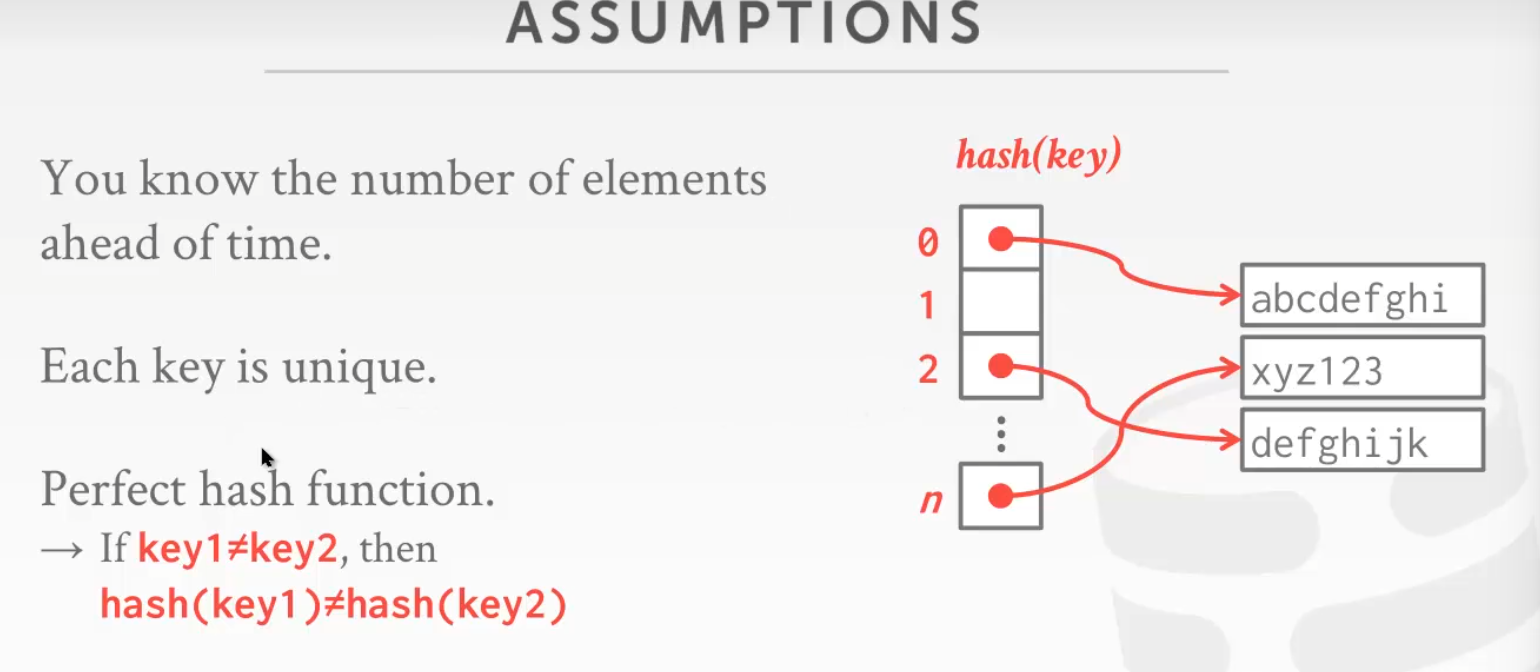 ASSUMPTIONS
You know the number of elements
ahead of time.
Each key is unique.
Perfect hash function.
→ If key1≠key2, then
hash(key1)≠hash(key2)
hash(key)
0
1
2
⋮
n
abcdefghi
xyz123
defghijk